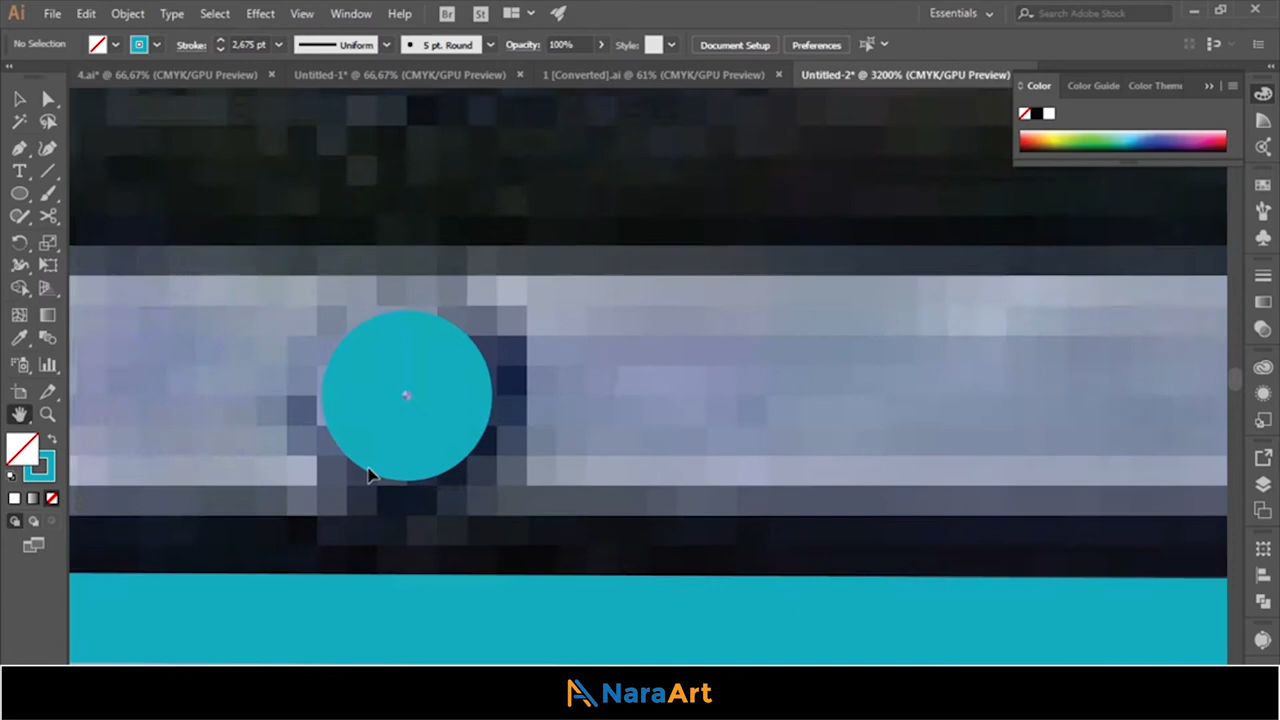 Ai File Edit Object Type Select Effect View Window Help Br St Essentials Search Adobe Stock
No Selection Stroke: 2,675 pt Uniform 5 pt. Round Opacity: 100% Style: Document Setup Preferences
4.ai* @ 66,67% (CMYK/GPU Preview) Untitled-1* @ 66,67% (CMYK/GPU Preview) 1 [Converted].ai @ 61% (CMYK/GPU Preview) Untitled-2* @ 3200% (CMYK/GPU Preview)
Color Color Guide Color Themi
NaraArt